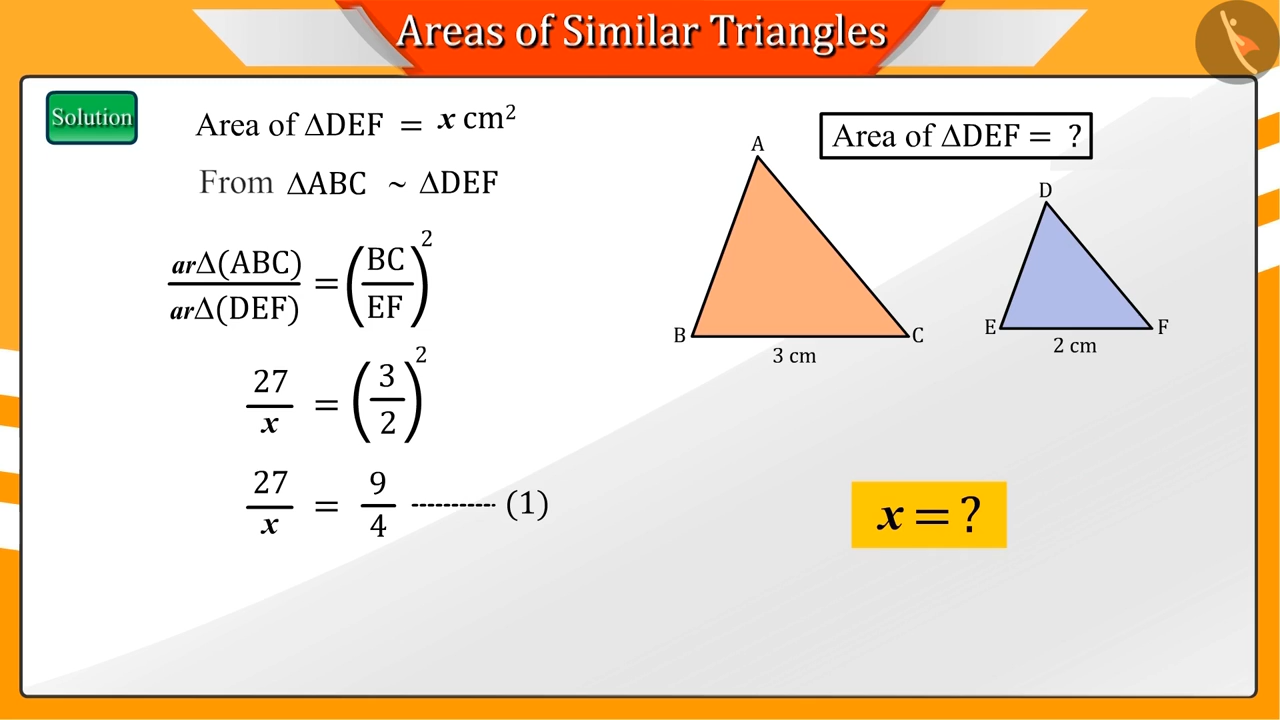 Areas of Similar Triangles
Solution
Area of ΔDEF = x cm²
From ΔABC ~ ΔDEF
arΔ(ABC)/arΔ(DEF) = (BC/EF)²
27/x = (3/2)²
27/x = 9/4 ----------- (1)
Area of ΔDEF = ?
A
B
C
3 cm
D
E
F
2 cm
x = ?